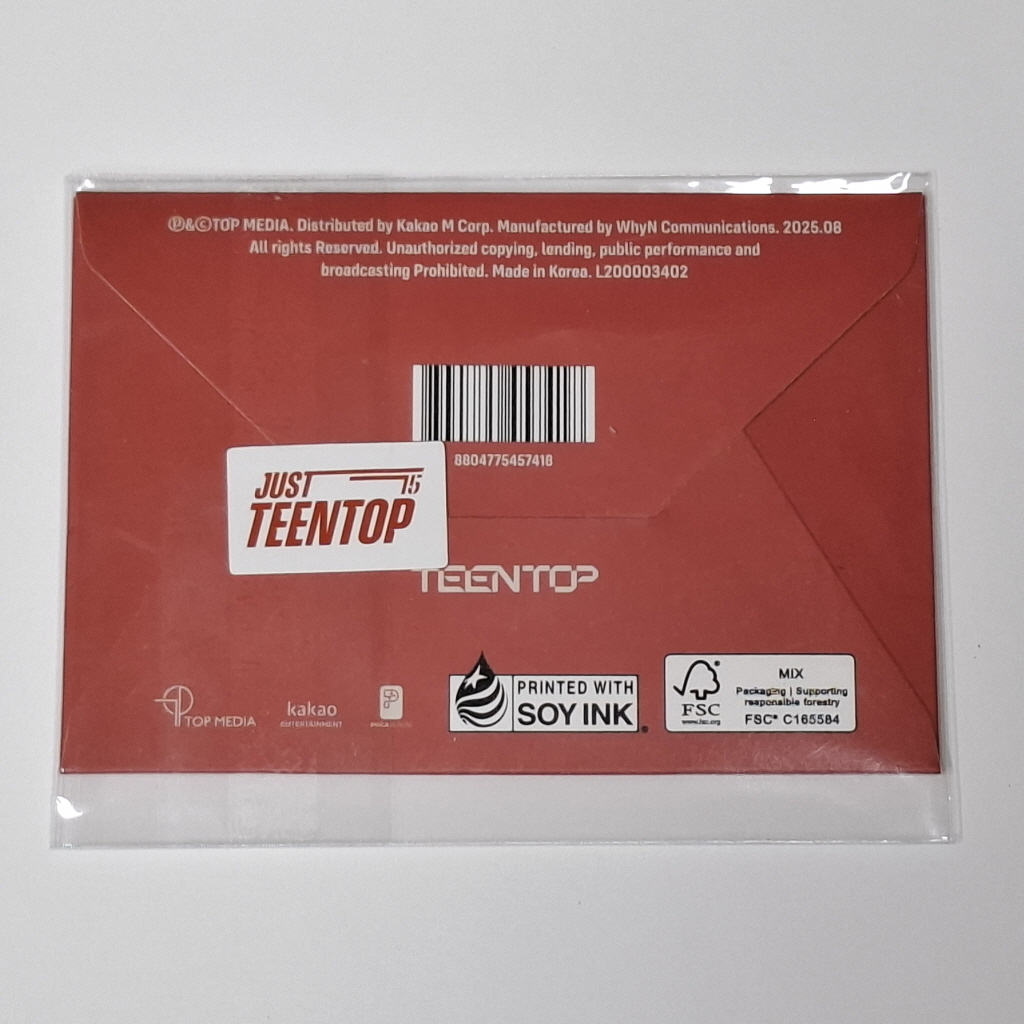 Ⓟ&ⓒTOP MEDIA. Distributed by Kakao M Corp. Manufactured by WhyN Communications. 2025.08
All rights Reserved. Unauthorized copying, lending, public performance and
broadcasting Prohibited. Made in Korea. L200003402
8804775457418
JUST 15
TEENTOP
TEENTOP
TOP MEDIA
kakao
ENTERTAINMENT
PRINTED WITH
SOY INK
FSC
www.fsc.org
MIX
Packaging | Supporting
responsible forestry
FSC® C165584